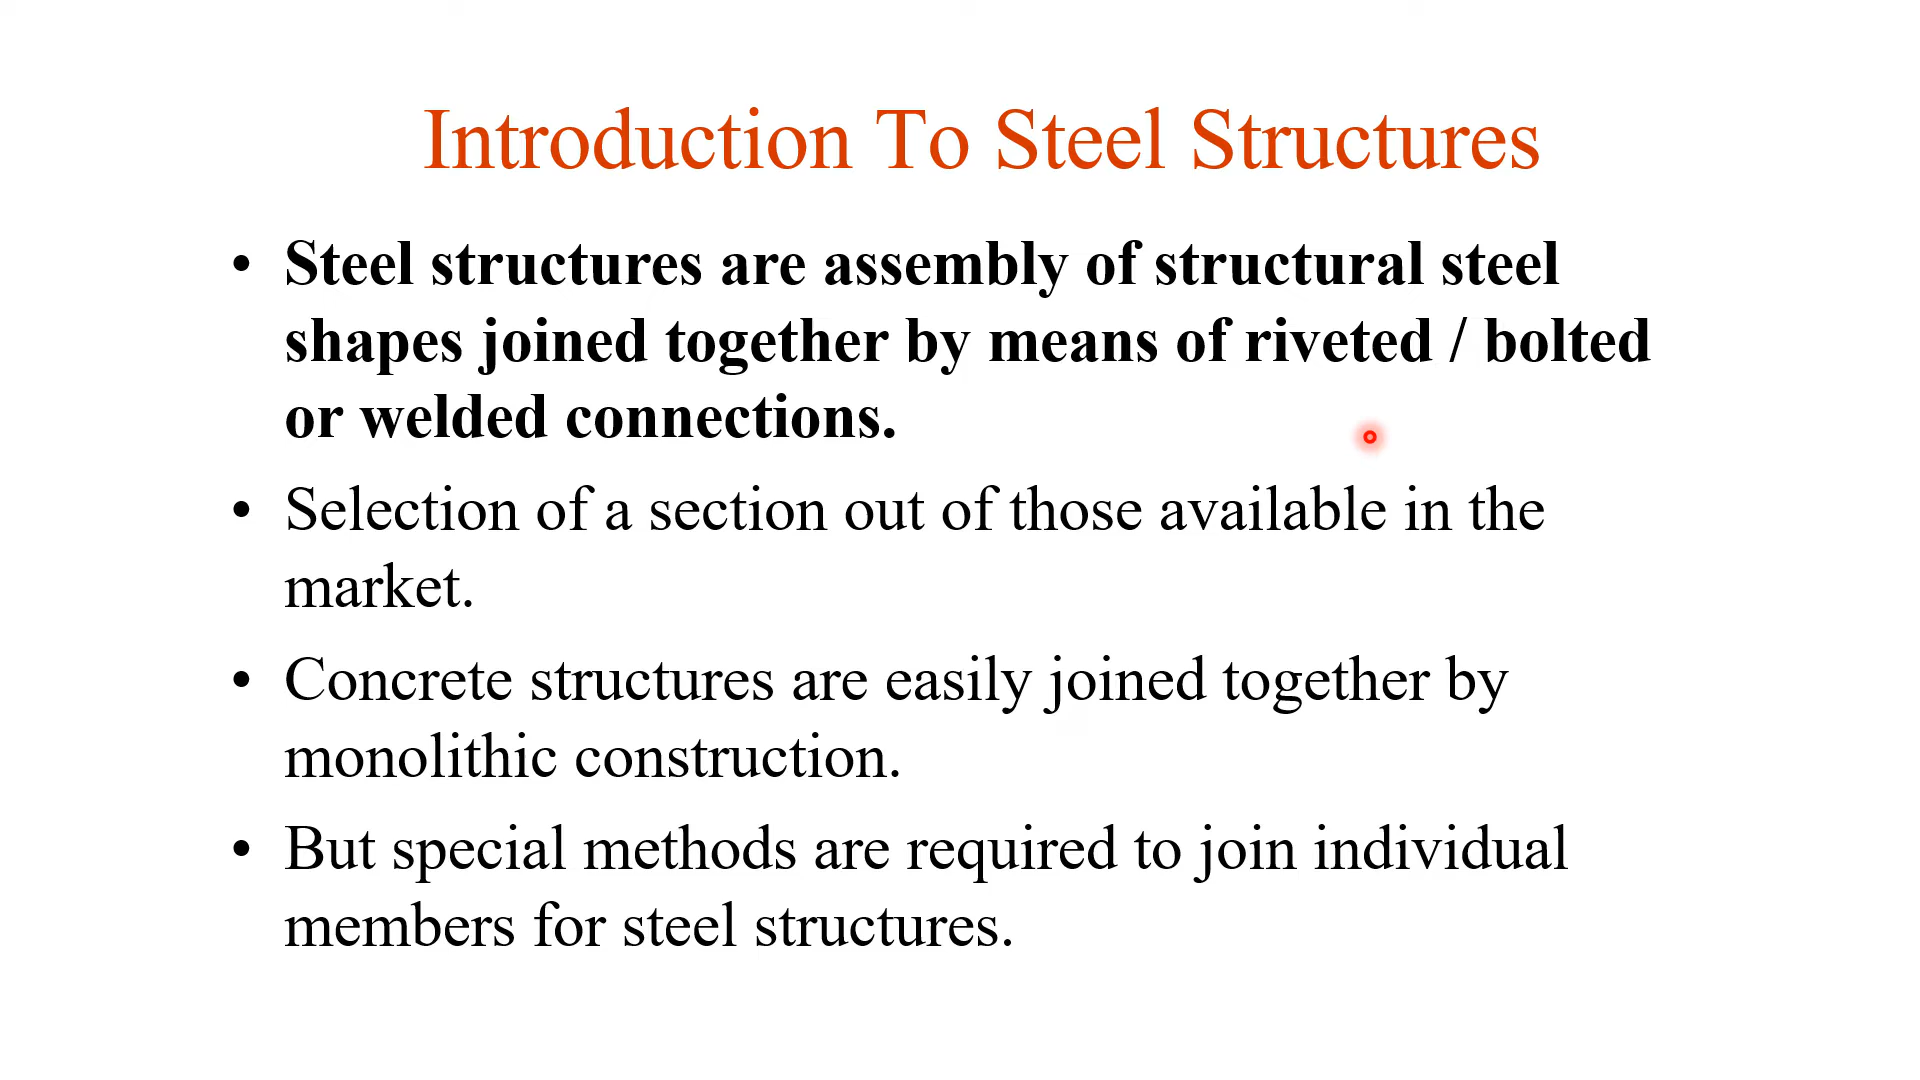 Introduction To Steel Structures
• Steel structures are assembly of structural steel
shapes joined together by means of riveted / bolted
or welded connections.
• Selection of a section out of those available in the
market.
• Concrete structures are easily joined together by
monolithic construction.
• But special methods are required to join individual
members for steel structures.